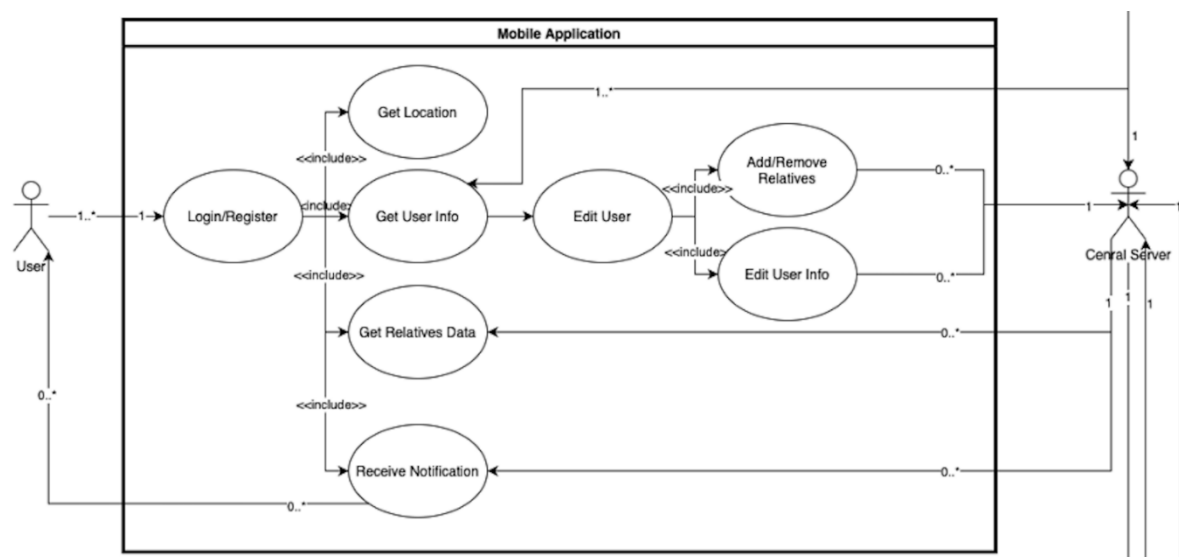 Mobile Application
Get Location
1..*
1
<<include>>
Add/Remove
Relatives
0..*
<<include>>
User
1..*
1
Login/Register
<<include>>
Get User Info
Edit User
1
1
<<include>>
Edit User Info
0..*
Cenral Server
<<include>>
1
1
1
Get Relatives Data
0..*
0..*
<<include>>
Receive Notification
0..*
0..*